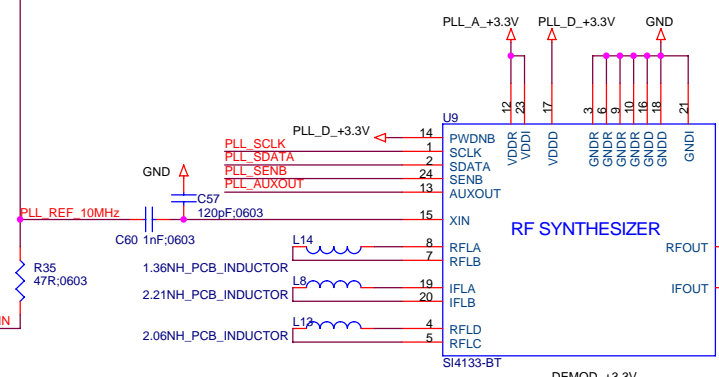 PLL_A_+3.3V PLL_D_+3.3V GND
12 23 17 3 6 9 10 16 18 21
U9
VDDR VDDI VDDD GNDR GNDR GNDR GNDR GNDD GNDD GNDI
PLL_D_+3.3V 14 PWDNB
PLL_SCLK 1 SCLK
PLL_SDATA 2 SDATA
PLL_SENB 24 SENB
PLL_AUXOUT 13 AUXOUT
GND
C57
120pF;0603
PLL_REF_10MHz 15 XIN
C60 1nF;0603
RF SYNTHESIZER
L14 8 RFLA RFOUT
1.36NH_PCB_INDUCTOR 7 RFLB
R35
47R;0603
L8 19 IFLA IFOUT
2.21NH_PCB_INDUCTOR 20 IFLB
IN
L13 4 RFLD
2.06NH_PCB_INDUCTOR 5 RFLC
SI4133-BT